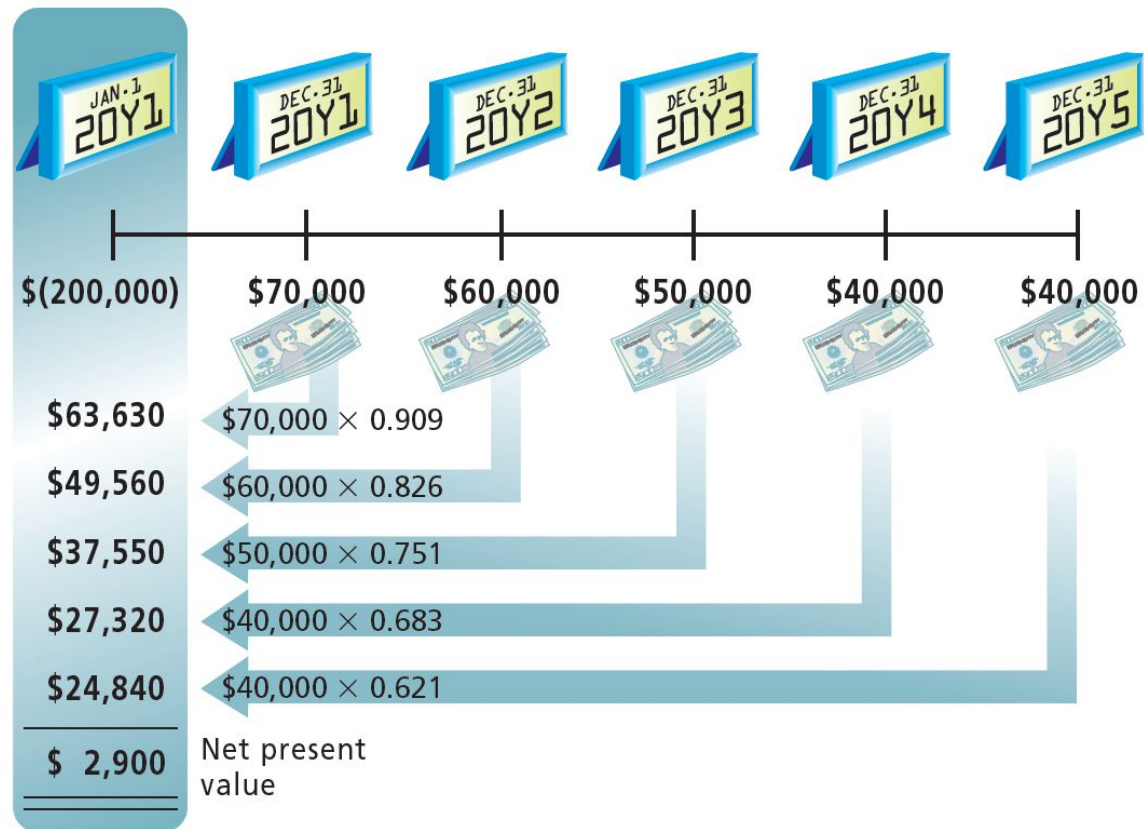 JAN.1 DEC.31 DEC.31 DEC.31 DEC.31 DEC.31
20Y1 20Y1 20Y2 20Y3 20Y4 20Y5
$(200,000) $70,000 $60,000 $50,000 $40,000 $40,000
$63,630 $70,000 × 0.909
$49,560 $60,000 × 0.826
$37,550 $50,000 × 0.751
$27,320 $40,000 × 0.683
$24,840 $40,000 × 0.621
$ 2,900 Net present
value